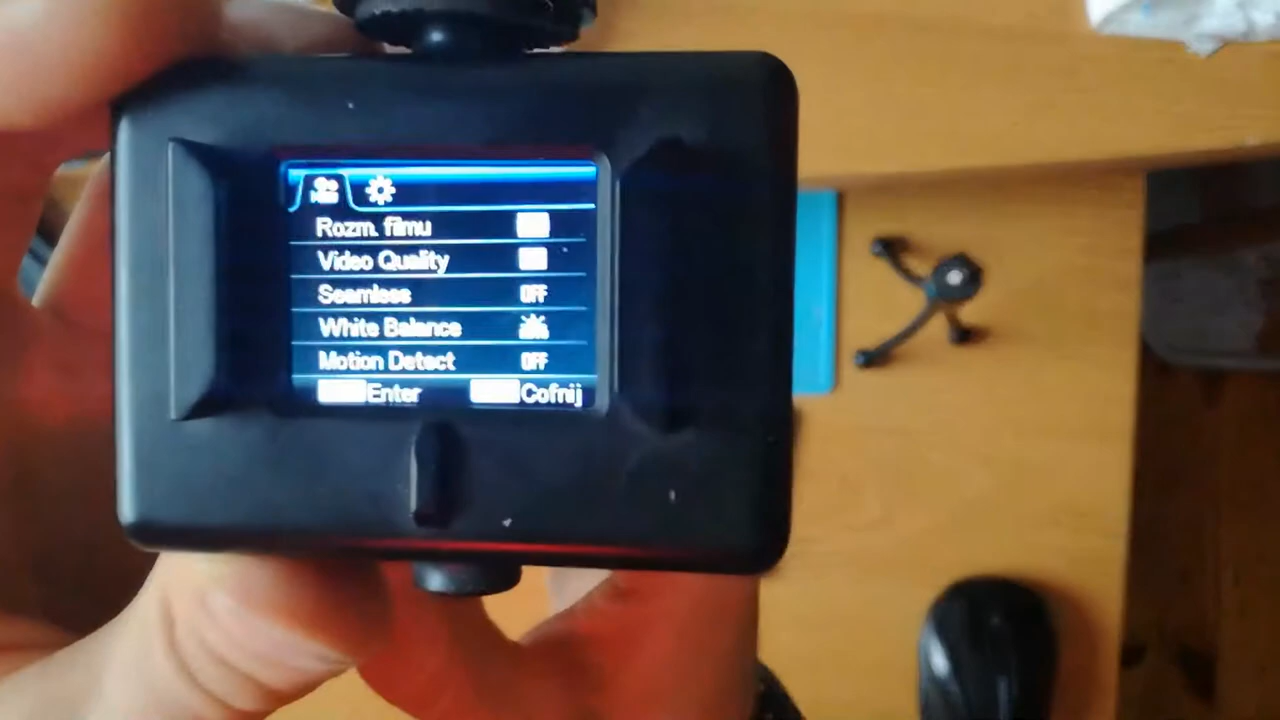 Rozm. filmu
Video Quality
Seamless OFF
White Balance
Motion Detect OFF
Enter Cofnij